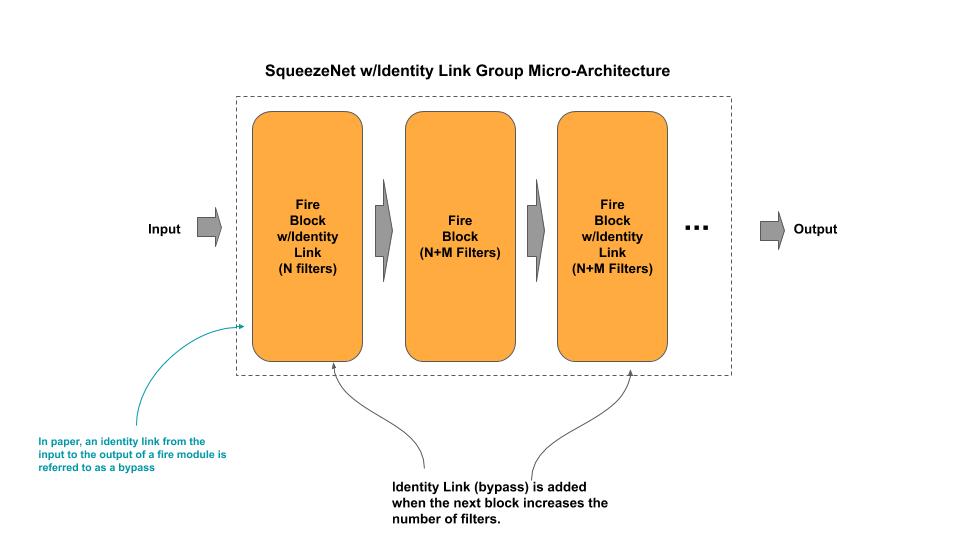 SqueezeNet w/Identity Link Group Micro-Architecture
Input
Fire
Block
w/Identity
Link
(N filters)
Fire
Block
(N+M Filters)
Fire
Block
w/Identity
Link
(N+M Filters)
...
Output
In paper, an identity link from the
input to the output of a fire module is
referred to as a bypass
Identity Link (bypass) is added
when the next block increases the
number of filters.